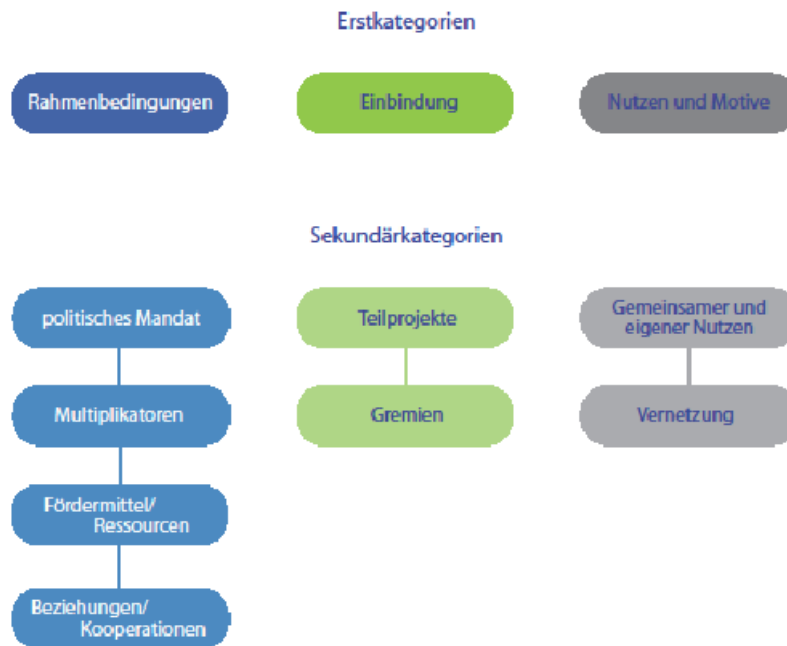 Erstkategorien
Rahmenbedingungen
Einbindung
Nutzen und Motive
Sekundärkategorien
politisches Mandat
Teilprojekte
Gemeinsamer und
eigener Nutzen
Multiplikatoren
Gremien
Vernetzung
Fördermittel/
Ressourcen
Beziehungen/
Kooperationen